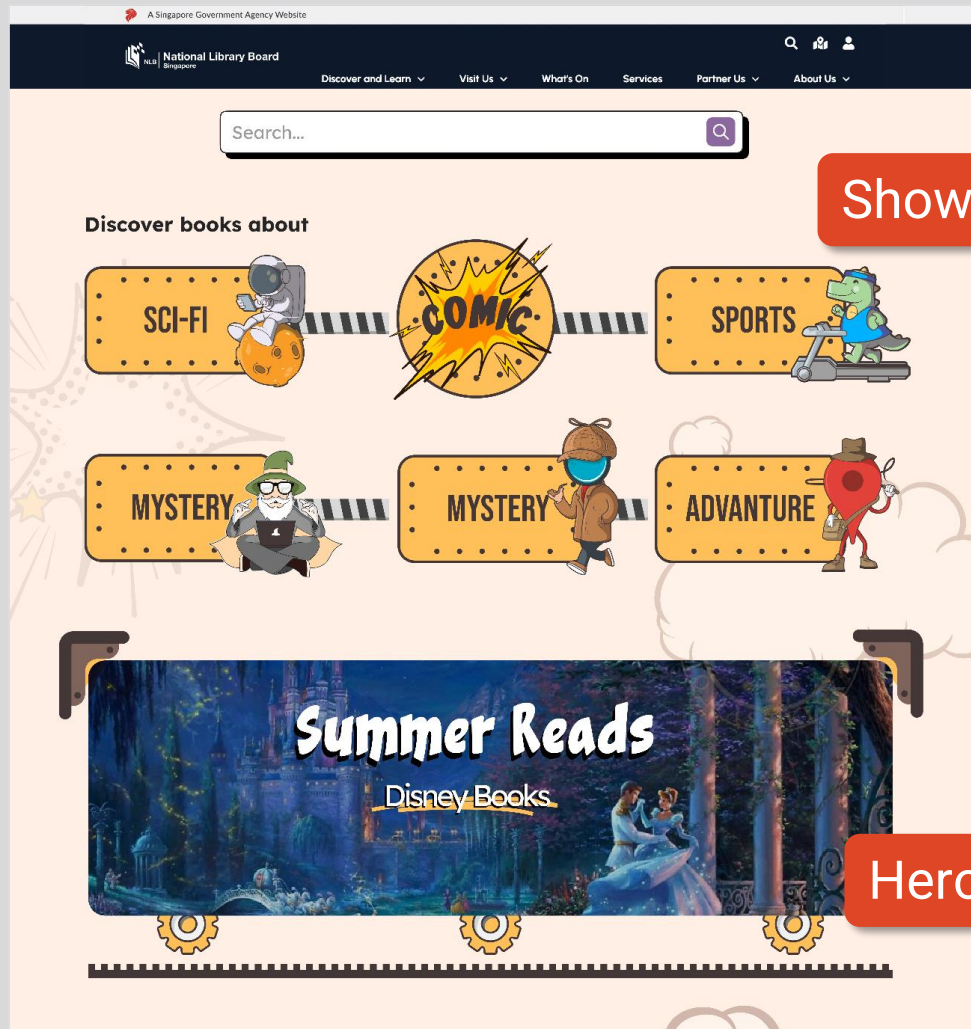 A Singapore Government Agency Website
NLB National Library Board
Singapore
Discover and Learn Visit Us What's On Services Partner Us About Us
Search...
Show
Discover books about
SCI-FI COMIC SPORTS
MYSTERY MYSTERY ADVANTURE
Summer Reads
Disney Books